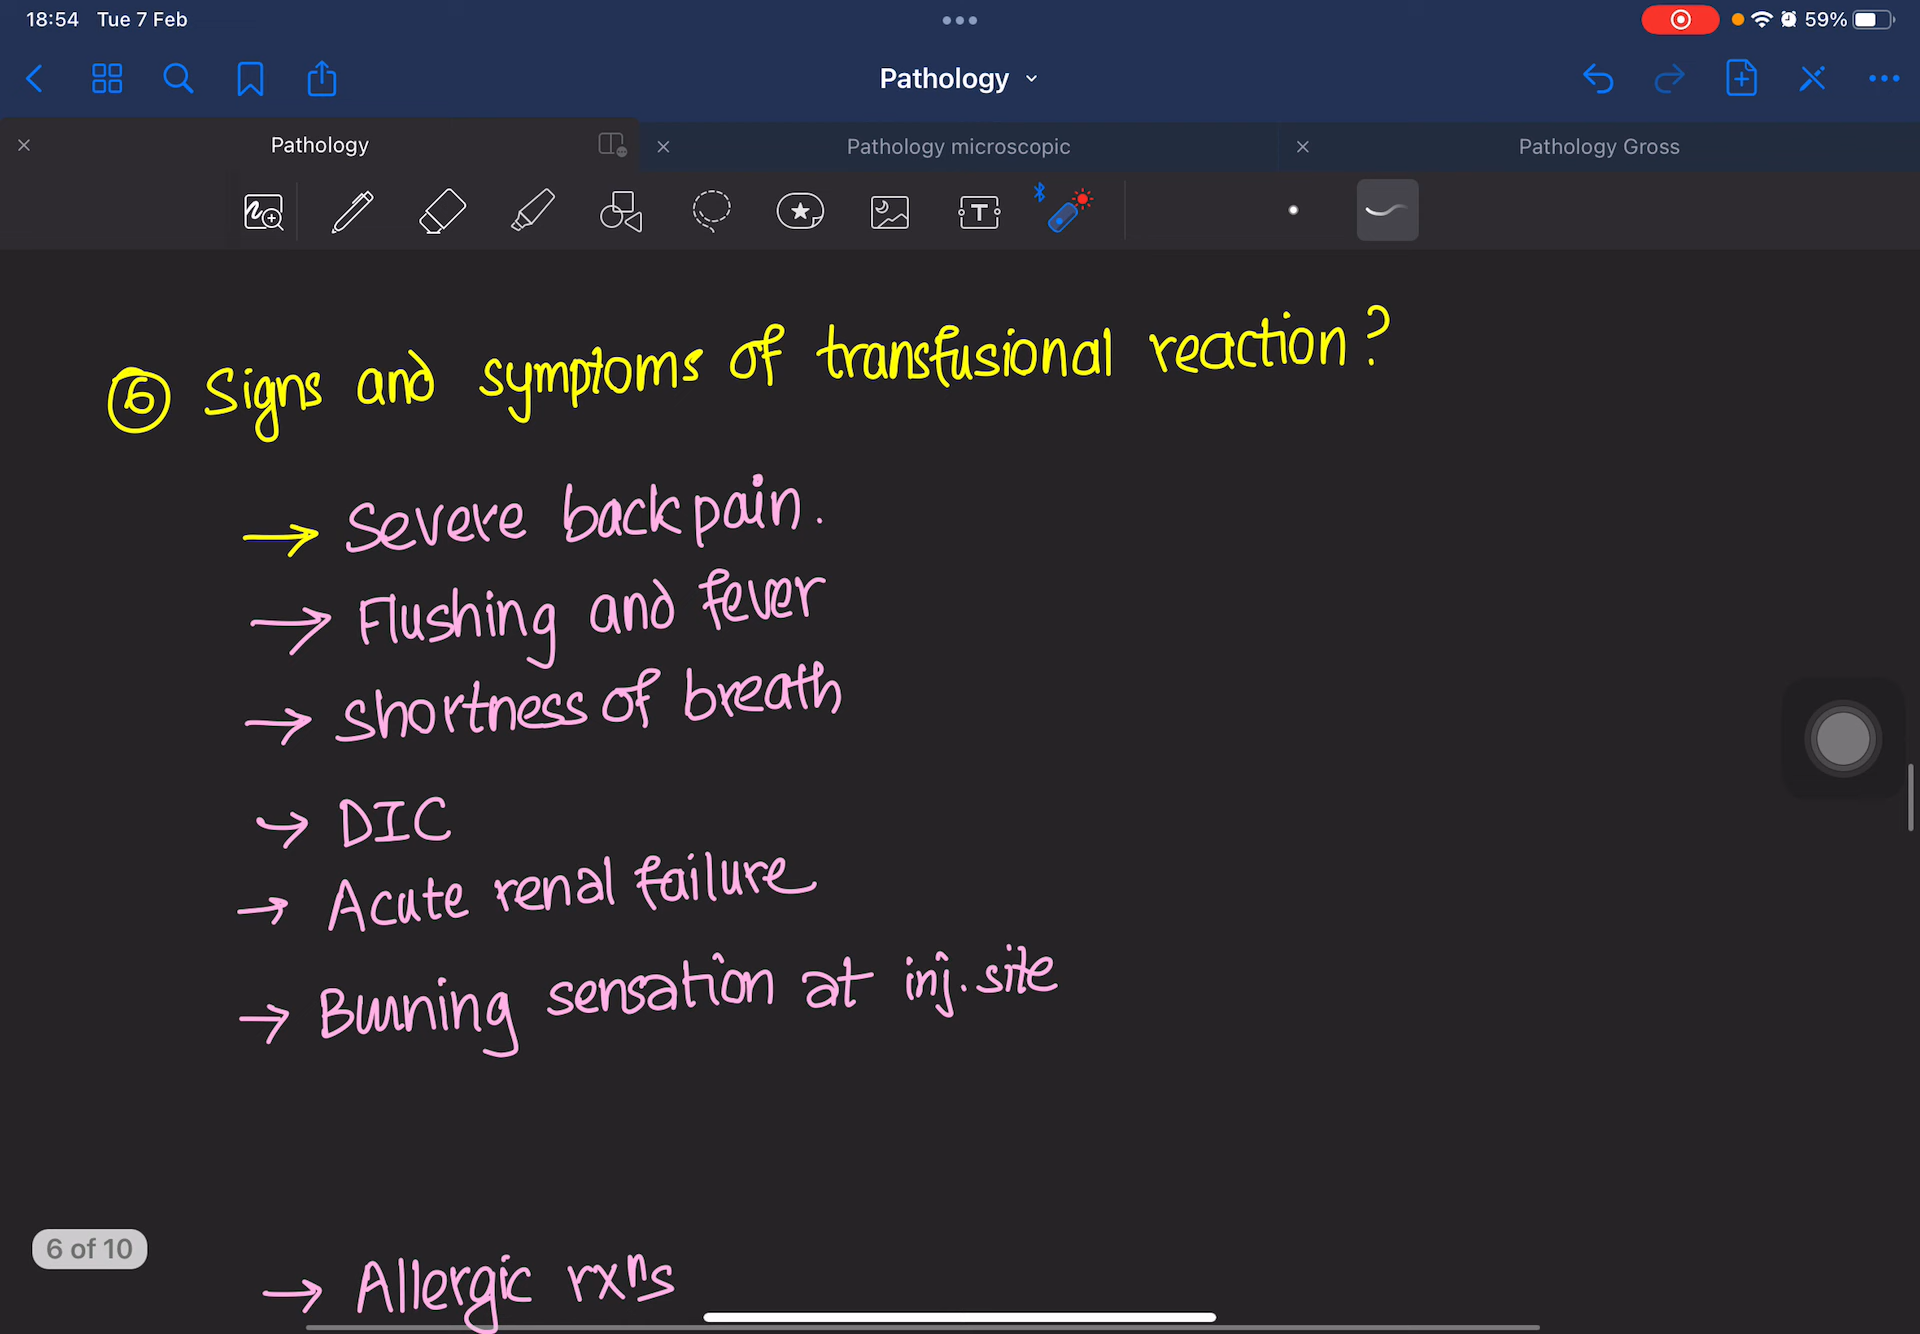 18:54 Tue 7 Feb
59%
Pathology
Pathology
Pathology microscopic
Pathology Gross
T
6 Signs and symptoms of transfusional reaction?
→ Severe back pain.
→ Flushing and fever
→ Shortness of breath
→ DIC
→ Acute renal failure
→ Burning sensation at inj. site
6 of 10
→ Allergic rxⁿs